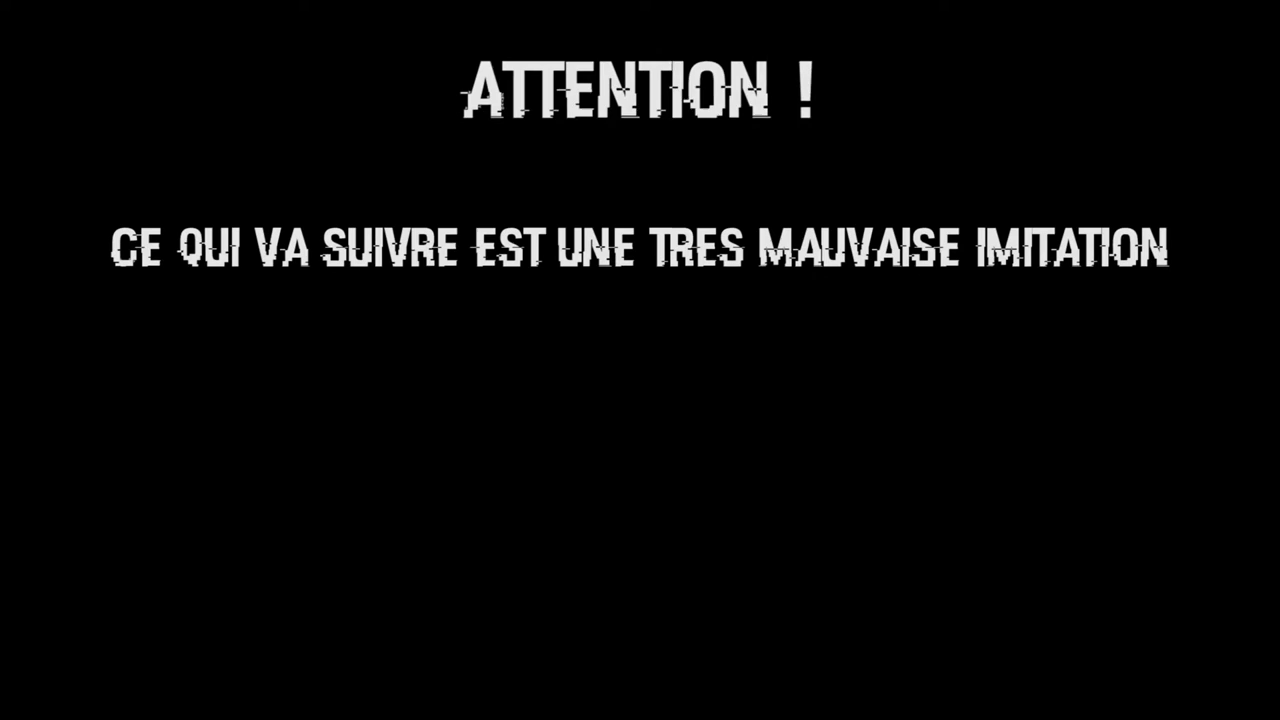 ATTENTION !
CE QUI VA SUIVRE EST UNE TRES MAUVAISE IMITATION